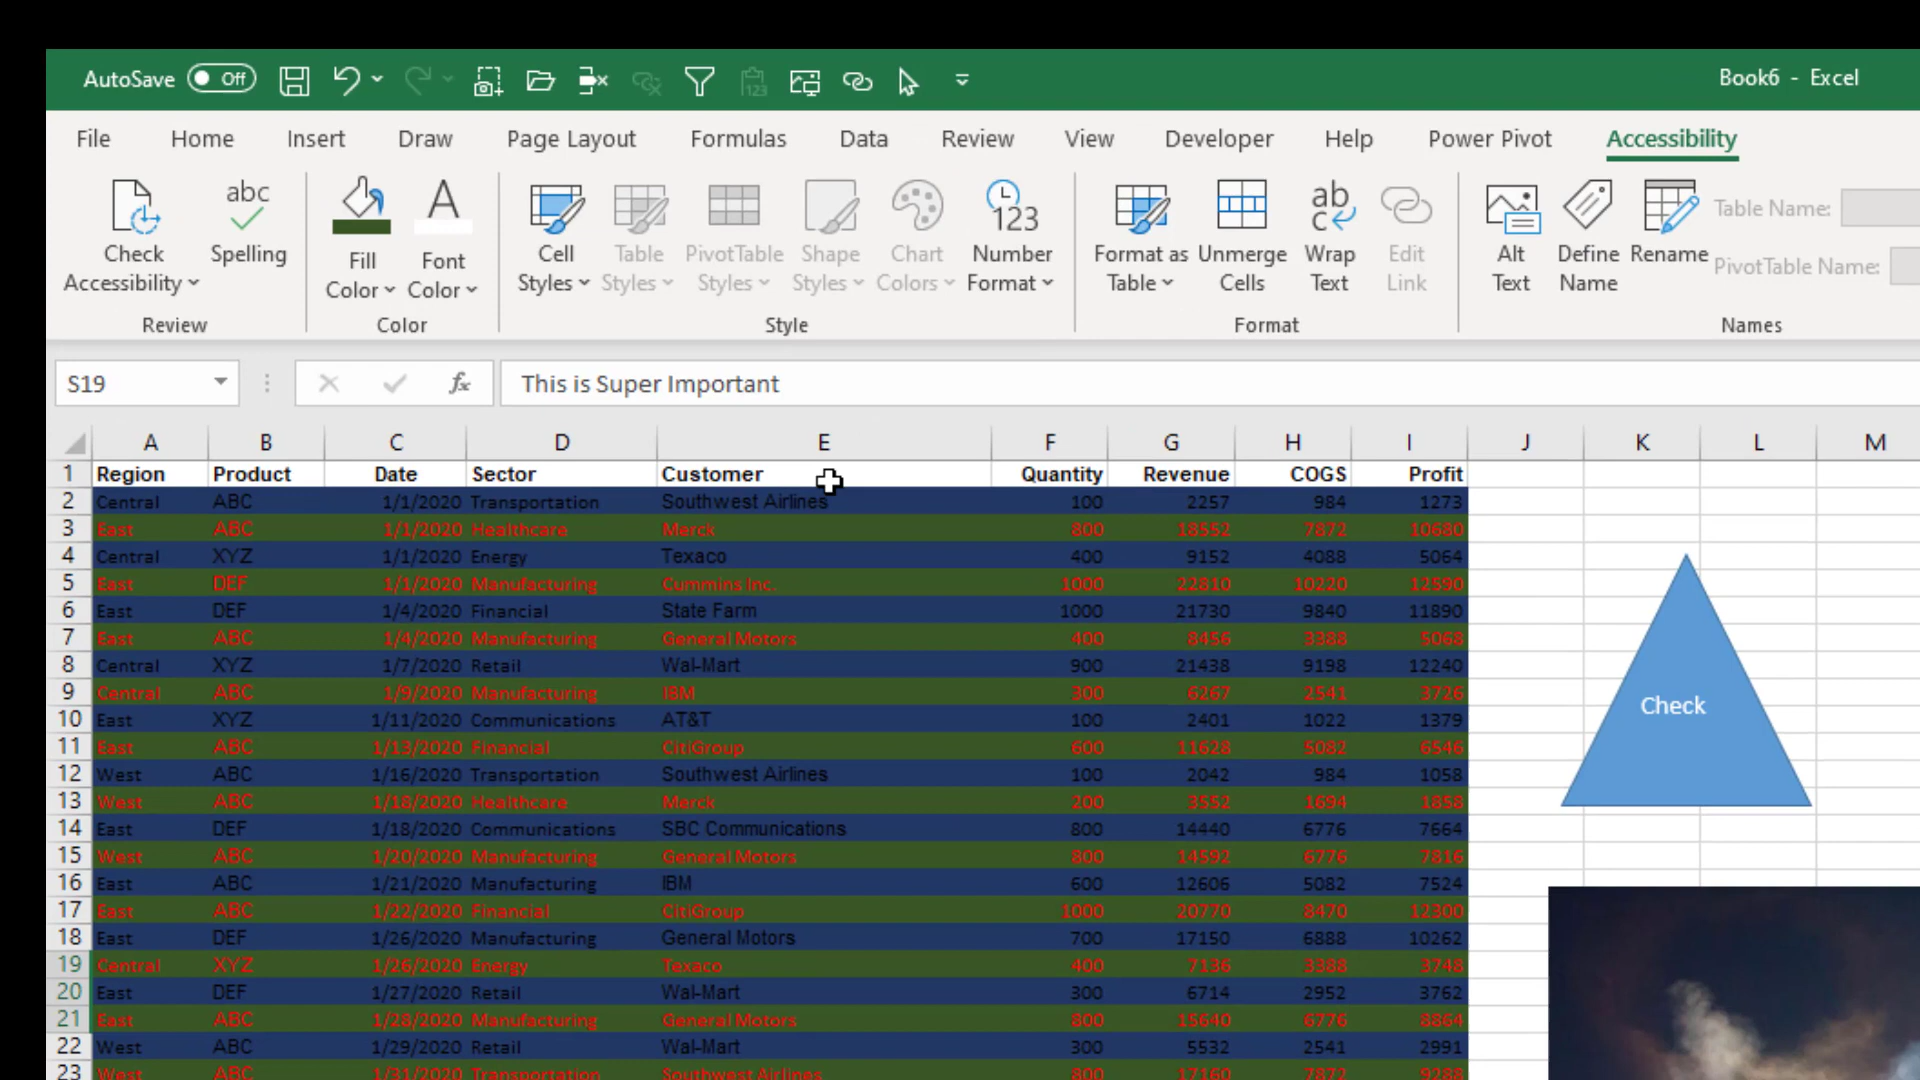 AutoSave Off Book6 - Excel
File Home Insert Draw Page Layout Formulas Data Review View Developer Help Power Pivot Accessibility
Check Accessibility Spelling Fill Color Font Color Cell Styles Table Styles PivotTable Styles Shape Styles Chart Colors Number Format Format as Table Unmerge Cells Wrap Text Edit Link Alt Text Define Name Rename Table Name: PivotTable Name:
Review Color Style Format Names
S19 fx This is Super Important
A B C D E F G H I J K L M
1 Region Product Date Sector Customer Quantity Revenue COGS Profit
2 Central ABC 1/1/2020 Transportation Southwest Airlines 100 2257 984 1273
3 East ABC 1/1/2020 Healthcare Merck 800 18552 7872 10680
4 Central XYZ 1/1/2020 Energy Texaco 400 9152 4088 5064
5 East DEF 1/1/2020 Manufacturing Cummins Inc. 1000 22810 10220 12590
6 East DEF 1/4/2020 Financial State Farm 1000 21730 9840 11890
7 East ABC 1/4/2020 Manufacturing General Motors 400 8456 3388 5068
8 Central XYZ 1/7/2020 Retail Wal-Mart 900 21438 9198 12240
9 Central ABC 1/9/2020 Manufacturing IBM 300 6267 2541 3726
10 East XYZ 1/11/2020 Communications AT&T 100 2401 1022 1379
11 East ABC 1/13/2020 Financial CitiGroup 600 11628 5082 6546
12 West ABC 1/16/2020 Transportation Southwest Airlines 100 2042 984 1058
13 West ABC 1/18/2020 Healthcare Merck 200 3552 1694 1858
14 East DEF 1/18/2020 Communications SBC Communications 800 14440 6776 7664
15 West ABC 1/20/2020 Manufacturing General Motors 800 14592 6776 7816
16 East ABC 1/21/2020 Manufacturing IBM 600 12606 5082 7524
17 East ABC 1/22/2020 Financial CitiGroup 1000 20770 8470 12300
18 East DEF 1/26/2020 Manufacturing General Motors 700 17150 6888 10262
19 Central XYZ 1/26/2020 Energy Texaco 400 7136 3388 3748
20 East DEF 1/27/2020 Retail Wal-Mart 300 6714 2952 3762
21 East ABC 1/28/2020 Manufacturing General Motors 800 15640 6776 8864
22 West ABC 1/29/2020 Retail Wal-Mart 300 5532 2541 2991
23 West ABC 1/31/2020 Transportation Southwest Airlines 800 17160 7872 9288
Check